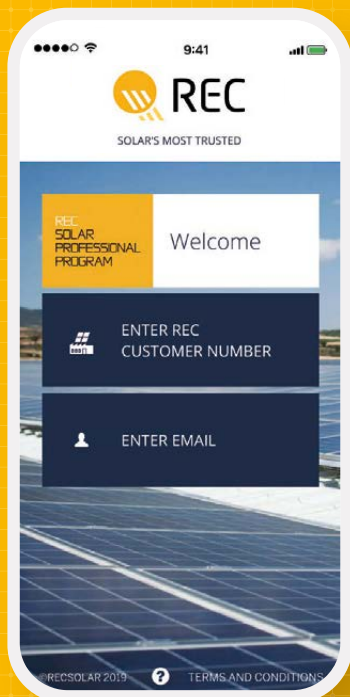 9:41
REC
SOLAR'S MOST TRUSTED
REC
SOLAR
PROFESSIONAL
PROGRAM
Welcome
ENTER REC
CUSTOMER NUMBER
ENTER EMAIL
©RECSOLAR 2019 ? TERMS AND CONDITIONS